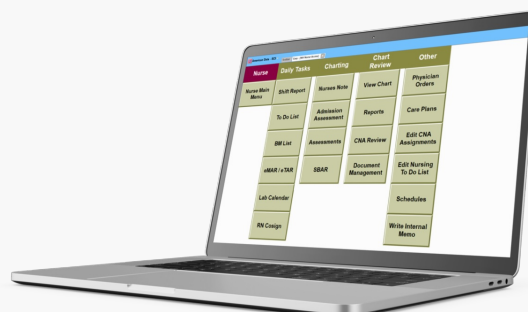 Nurse
Daily Tasks
Charting
Chart
Review
Other
Nurse Main
Menu
Shift Report
Nurses Note
View Chart
Physician
Orders
To Do List
Admission
Assessment
Reports
Care Plans
BM List
Assessments
CNA Review
Edit CNA
Assignments
eMAR / eTAR
SBAR
Document
Management
Edit Nursing
To Do List
Lab Calendar
Schedules
RN Cosign
Write Internal
Memo